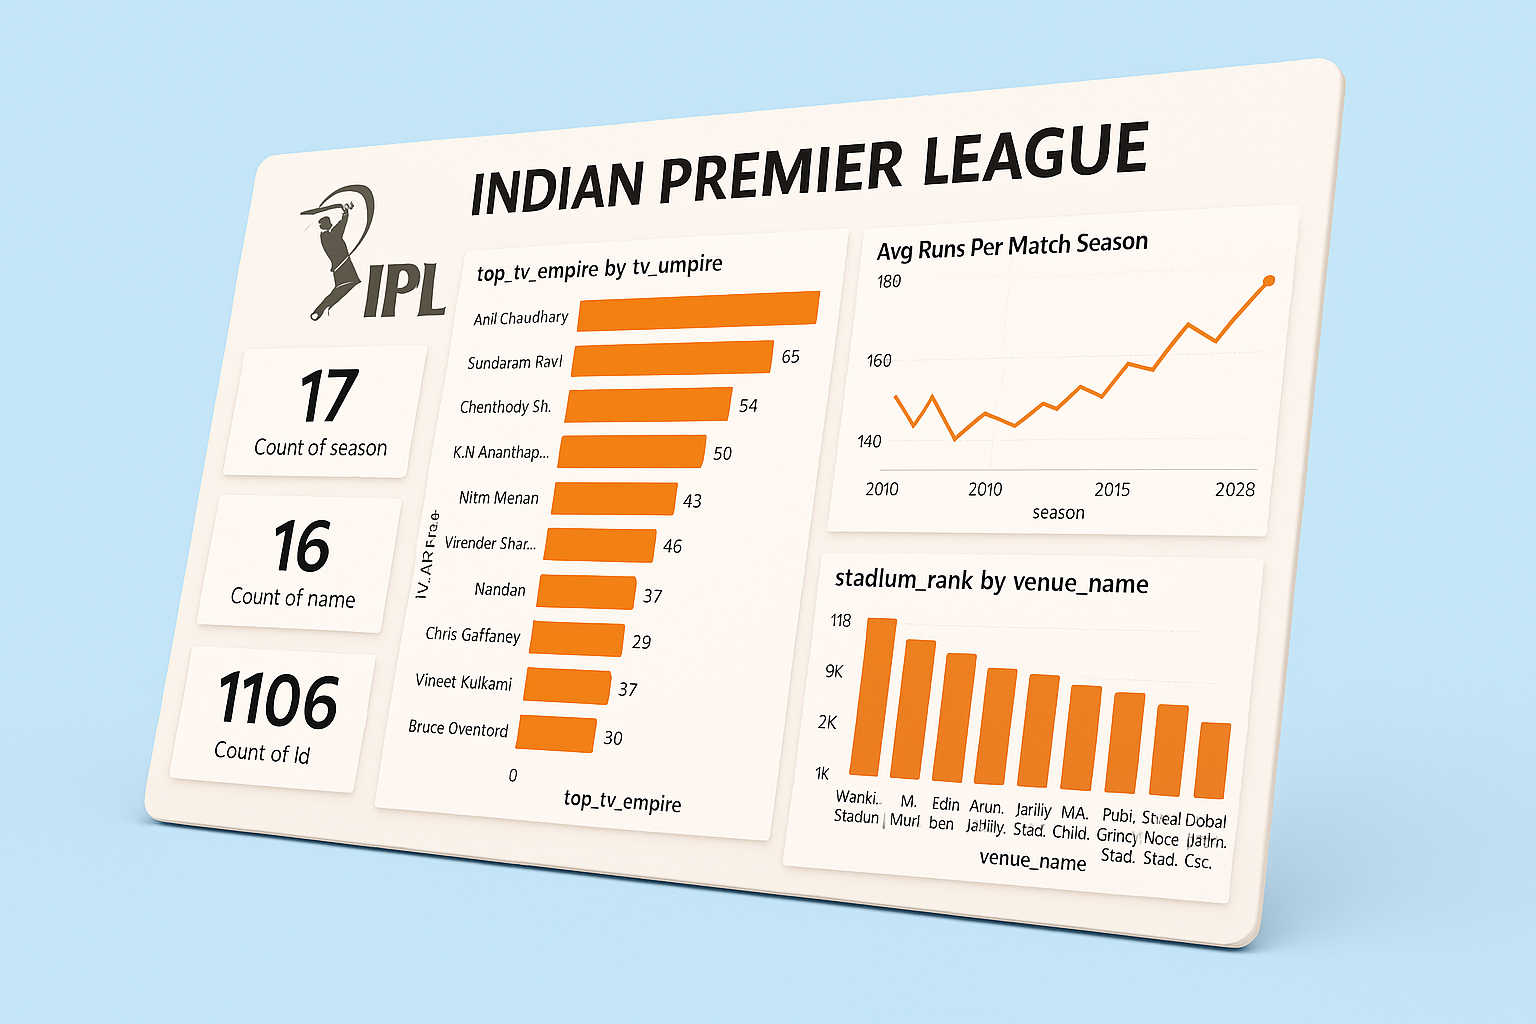 INDIAN PREMIER LEAGUE
IPL
17
Count of season
16
Count of name
1106
Count of Id
top_tv_empire by tv_umpire
Anil Chaudhary
Sundaram Ravl 65
Chenthody Sh. 54
K.N Ananthap... 50
Nitm Menan 43
Virender Shar... 46
Nandan 37
Chris Gaffaney 29
Vineet Kulkami 37
Bruce Oventord 30
0
top_tv_empire
Avg Runs Per Match Season
180
160
140
2010 2010 2015 2028
season
stadlum_rank by venue_name
118
9K
2K
1K
Wanki.. M. Edin Arun. Jariliy MA. Pubi, Dobal
Stadun Murl ben Stad. Child. Grincy Noce
Stad. Stad. Csc.
venue_name